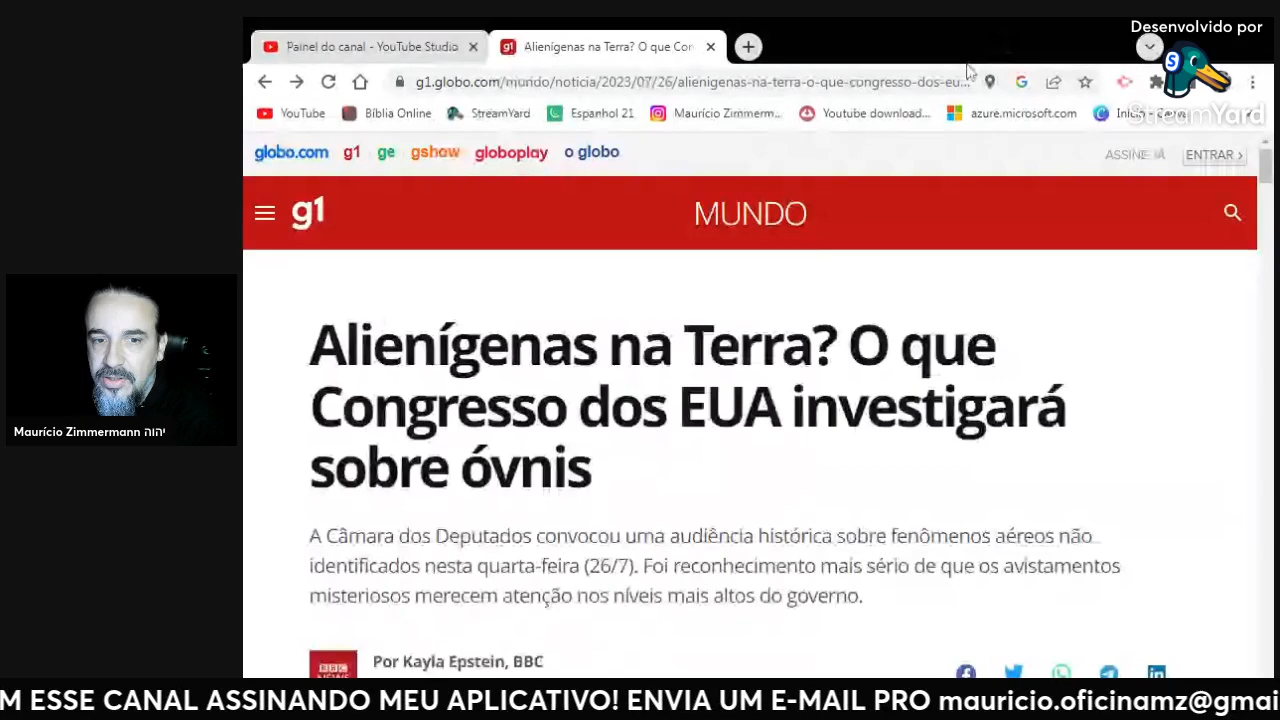 Desenvolvido por
StreamYard
Painel do canal - YouTube Studio
Alienígenas na Terra? O que Con
g1.globo.com/mundo/noticia/2023/07/26/alienigenas-na-terra-o-que-congresso-dos-eu...
YouTube
Bíblia Online
StreamYard
Espanhol 21
Maurício Zimmerm...
Youtube download...
azure.microsoft.com
globo.com g1 ge gshow globoplay o globo
ASSINE JÁ
ENTRAR ›
g1
MUNDO
Alienígenas na Terra? O que
Congresso dos EUA investigará
sobre óvnis
A Câmara dos Deputados convocou uma audiência histórica sobre fenômenos aéreos não
identificados nesta quarta-feira (26/7). Foi reconhecimento mais sério de que os avistamentos
misteriosos merecem atenção nos níveis mais altos do governo.
BBC
NEWS
Por Kayla Epstein, BBC
Maurício Zimmermann יהוה
M ESSE CANAL ASSINANDO MEU APLICATIVO! ENVIA UM E-MAIL PRO mauricio.oficinamz@gmai